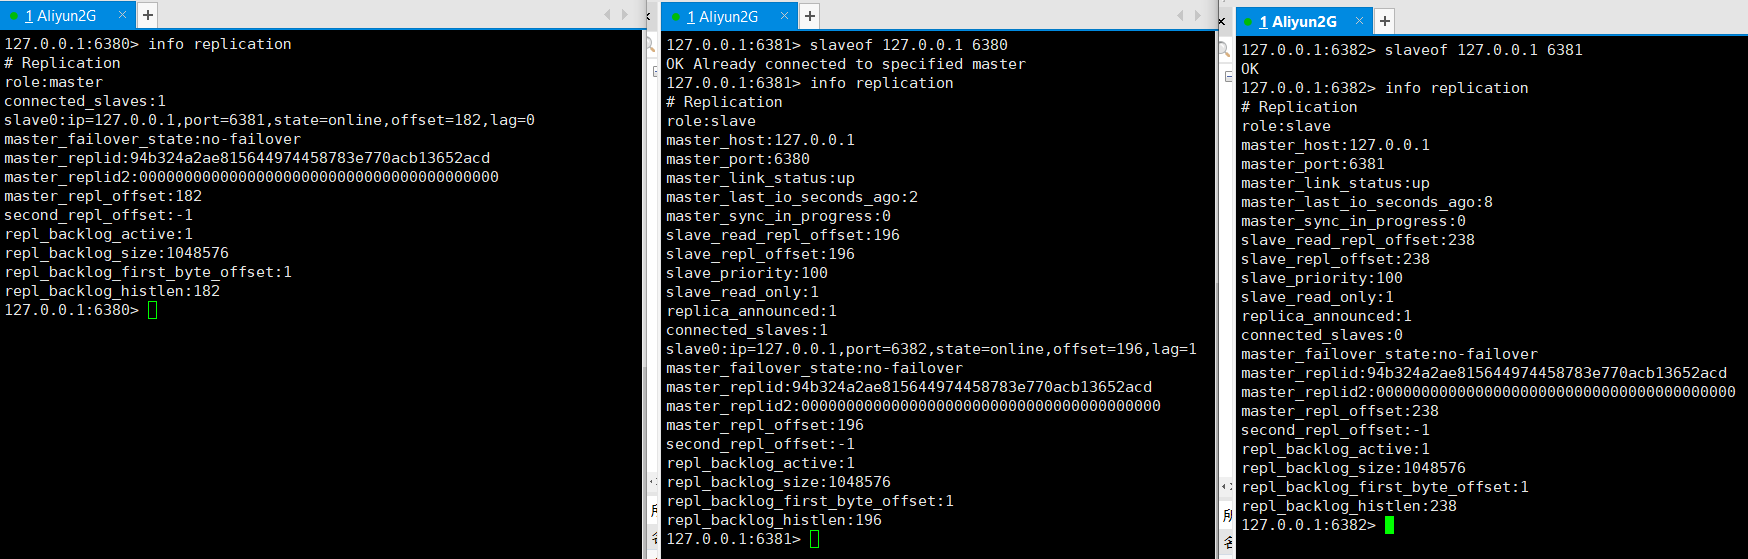 1 Aliyun2G
127.0.0.1:6380> info replication
# Replication
role:master
connected_slaves:1
slave0:ip=127.0.0.1,port=6381,state=online,offset=182,lag=0
master_failover_state:no-failover
master_replid:94b324a2ae815644974458783e770acb13652acd
master_replid2:0000000000000000000000000000000000000000
master_repl_offset:182
second_repl_offset:-1
repl_backlog_active:1
repl_backlog_size:1048576
repl_backlog_first_byte_offset:1
repl_backlog_histlen:182
127.0.0.1:6380>
1 Aliyun2G
127.0.0.1:6381> slaveof 127.0.0.1 6380
OK Already connected to specified master
127.0.0.1:6381> info replication
# Replication
role:slave
master_host:127.0.0.1
master_port:6380
master_link_status:up
master_last_io_seconds_ago:2
master_sync_in_progress:0
slave_read_repl_offset:196
slave_repl_offset:196
slave_priority:100
slave_read_only:1
replica_announced:1
connected_slaves:1
slave0:ip=127.0.0.1,port=6382,state=online,offset=196,lag=1
master_failover_state:no-failover
master_replid:94b324a2ae815644974458783e770acb13652acd
master_replid2:0000000000000000000000000000000000000000
master_repl_offset:196
second_repl_offset:-1
repl_backlog_active:1
repl_backlog_size:1048576
repl_backlog_first_byte_offset:1
repl_backlog_histlen:196
127.0.0.1:6381>
1 Aliyun2G
127.0.0.1:6382> slaveof 127.0.0.1 6381
OK
127.0.0.1:6382> info replication
# Replication
role:slave
master_host:127.0.0.1
master_port:6381
master_link_status:up
master_last_io_seconds_ago:8
master_sync_in_progress:0
slave_read_repl_offset:238
slave_repl_offset:238
slave_priority:100
slave_read_only:1
replica_announced:1
connected_slaves:0
master_failover_state:no-failover
master_replid:94b324a2ae815644974458783e770acb13652acd
master_replid2:0000000000000000000000000000000000000000
master_repl_offset:238
second_repl_offset:-1
repl_backlog_active:1
repl_backlog_size:1048576
repl_backlog_first_byte_offset:1
repl_backlog_histlen:238
127.0.0.1:6382>